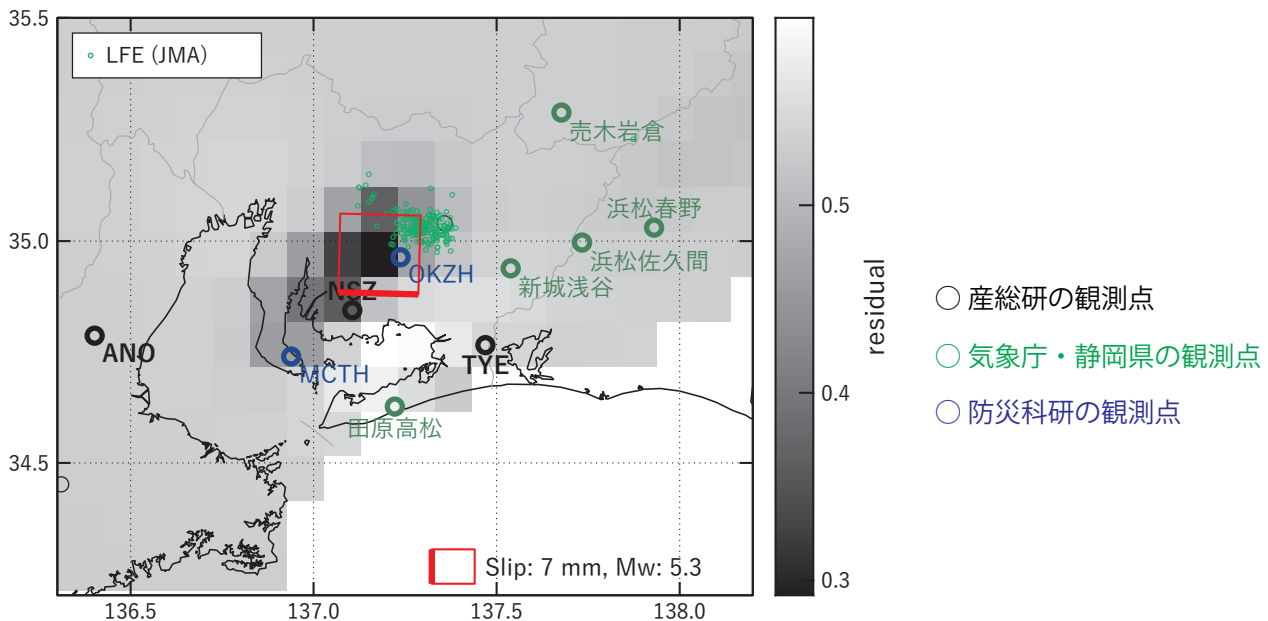 35.5
LFE (JMA)
売木岩倉
浜松春野
0.5
35.0
OKZH
浜松佐久間
新城浅谷
NSZ
residual
○ 産総研の観測点
ANO
TYE
○ 気象庁・静岡県の観測点
MCTH
0.4
田原高松
○ 防災科研の観測点
34.5
Slip: 7 mm, Mw: 5.3
0.3
136.5 137.0 137.5 138.0